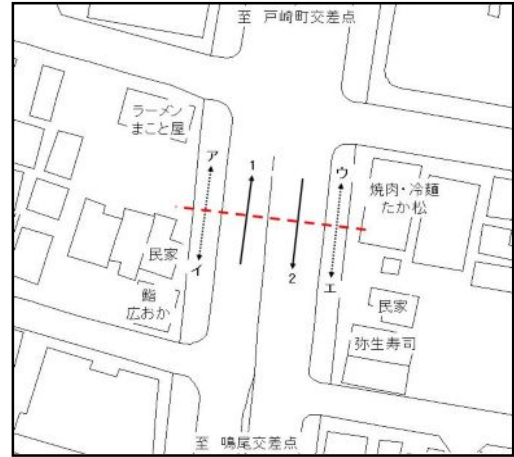 至 戸崎町交差点
ラーメン
まこと屋
ア
1
ウ
焼肉・冷麺
たか松
民家
イ
2
エ
鮨
広おか
民家
弥生寿司
至 鳴尾交差点